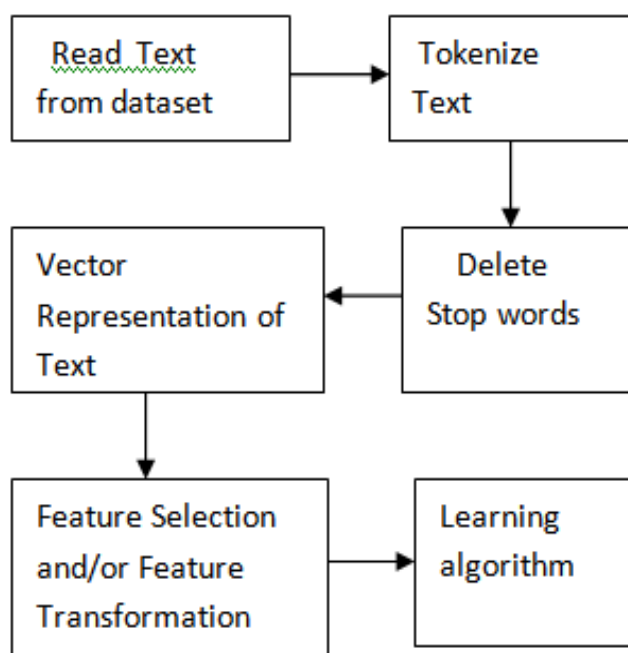 Read Text
from dataset
Tokenize
Text
Delete
Stop words
Vector
Representation of
Text
Feature Selection
and/or Feature
Transformation
Learning
algorithm